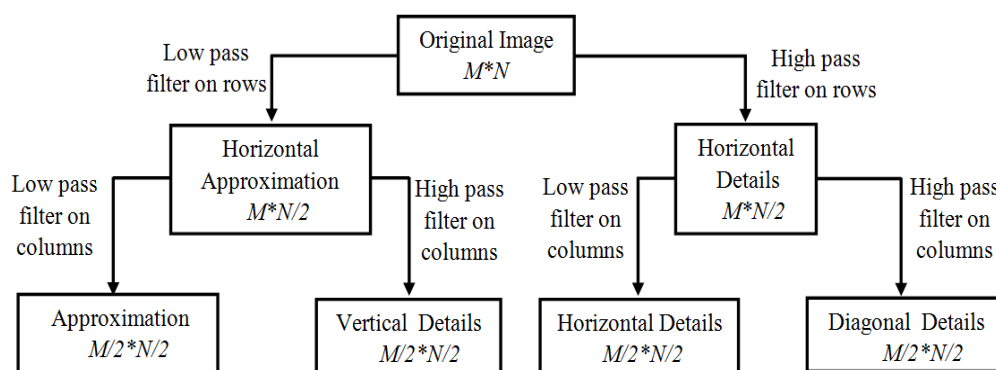 Original Image
M*N
Low pass
filter on rows
High pass
filter on rows
Horizontal
Approximation
M*N/2
Horizontal
Details
M*N/2
Low pass
filter on
columns
High pass
filter on
columns
Low pass
filter on
columns
High pass
filter on
columns
Approximation
M/2*N/2
Vertical Details
M/2*N/2
Horizontal Details
M/2*N/2
Diagonal Details
M/2*N/2